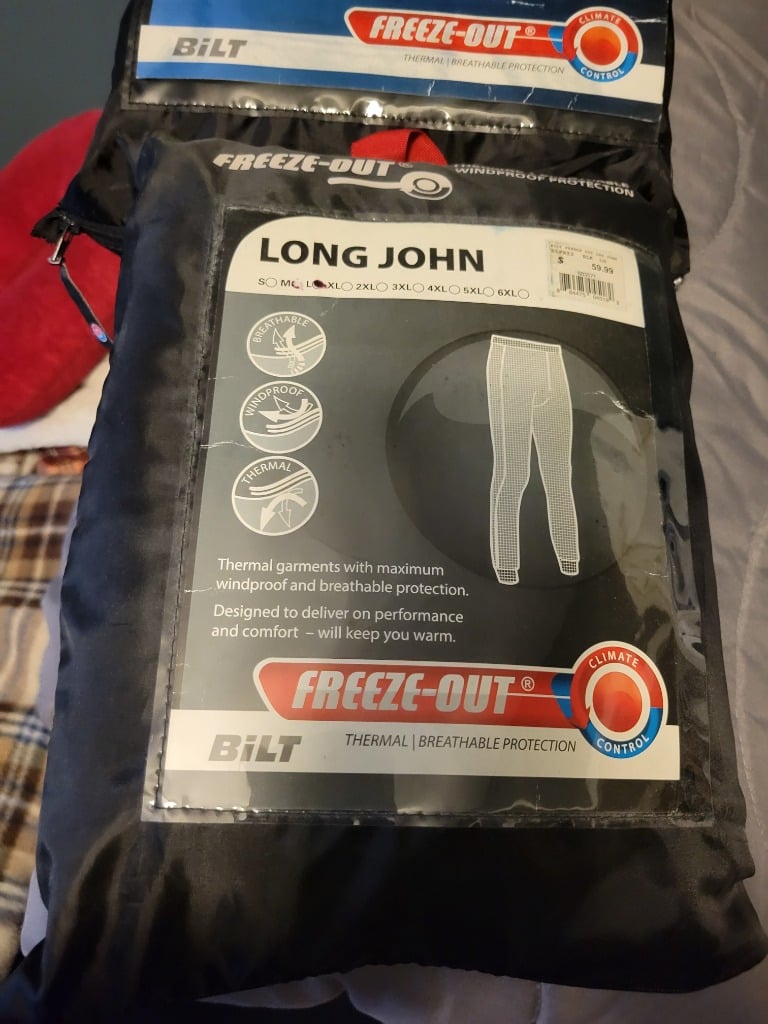 FREEZE-OUT®
CLIMATE CONTROL
BiLT
THERMAL | BREATHABLE PROTECTION
FREEZE-OUT®
WINDPROOF PROTECTION
LONG JOHN
$ 59.99
S M L XL 2XL 3XL 4XL 5XL 6XL
BREATHABLE
WINDPROOF
THERMAL
Thermal garments with maximum
windproof and breathable protection.
Designed to deliver on performance
and comfort – will keep you warm.
FREEZE-OUT®
CLIMATE CONTROL
BiLT
THERMAL | BREATHABLE PROTECTION